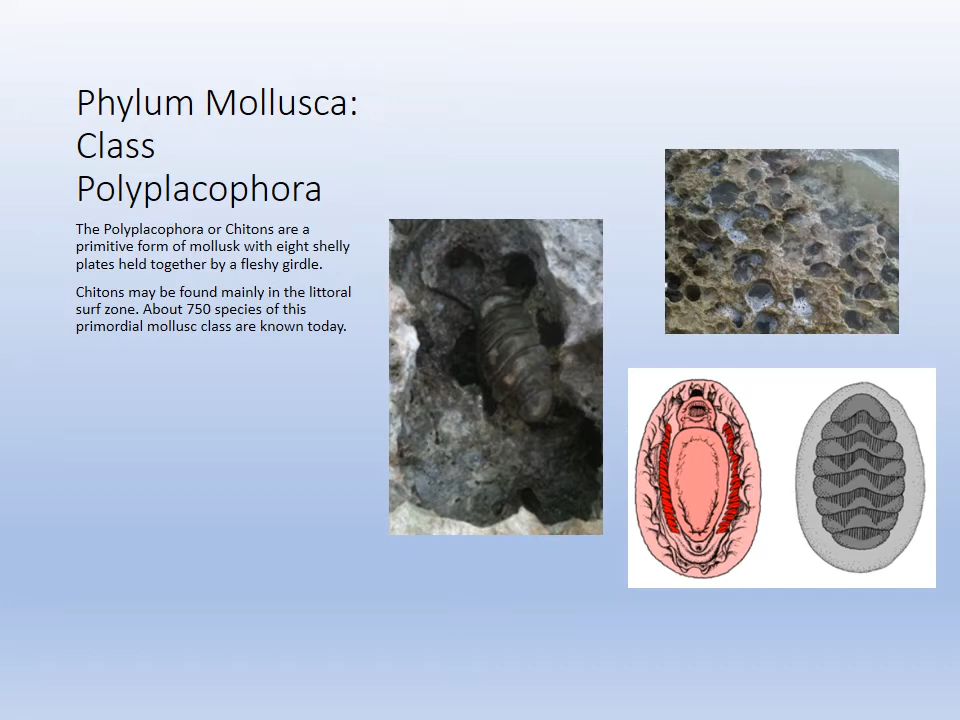 Phylum Mollusca:
Class
Polyplacophora
The Polyplacophora or Chitons are a
primitive form of mollusk with eight shelly
plates held together by a fleshy girdle.
Chitons may be found mainly in the littoral
surf zone. About 750 species of this
primordial mollusc class are known today.